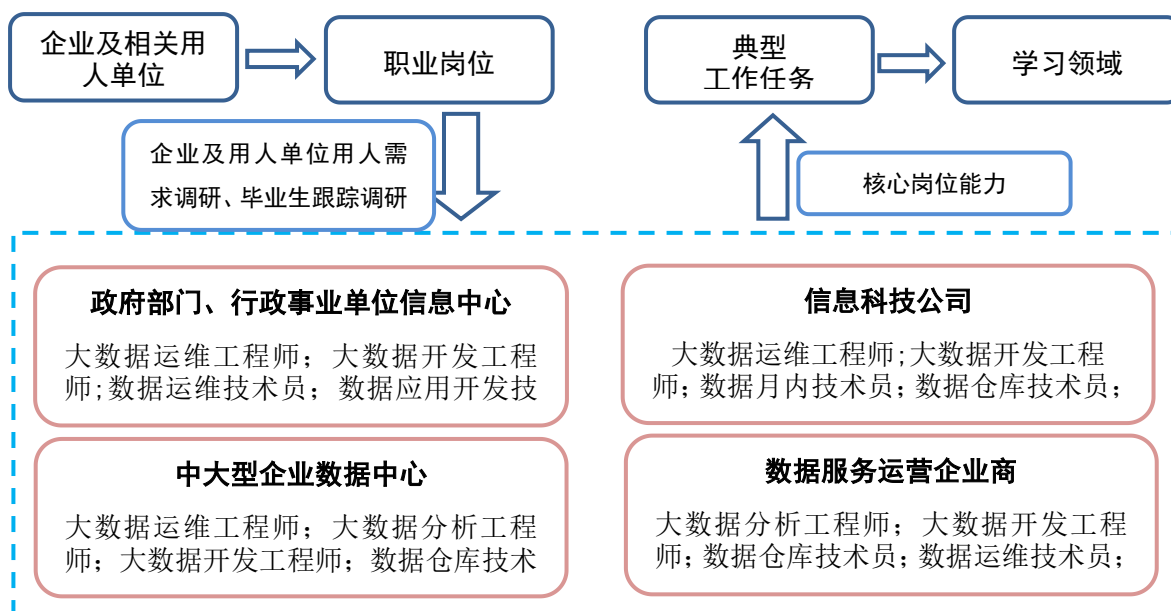 企业及相关用
人单位
职业岗位
典型
工作任务
学习领域
企业及用人单位用人需
求调研、毕业生跟踪调研
核心岗位能力
政府部门、行政事业单位信息中心
大数据运维工程师；大数据开发工程
师;数据运维技术员；数据应用开发技
信息科技公司
大数据运维工程师;大数据开发工程
师；数据月内技术员；数据仓库技术员；
中大型企业数据中心
大数据运维工程师；大数据分析工程
师；大数据开发工程师；数据仓库技术
数据服务运营企业商
大数据分析工程师；大数据开发工程
师；数据仓库技术员；数据运维技术员；